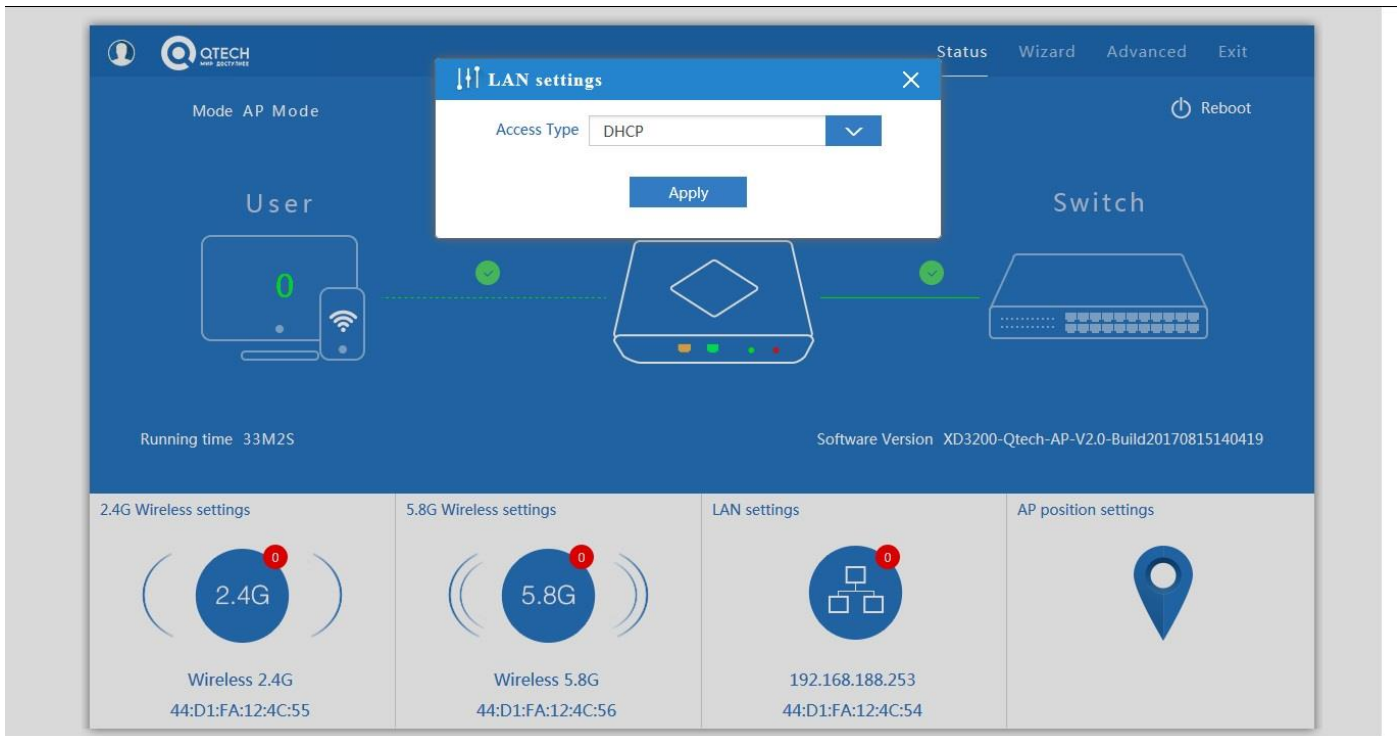 QTECH
МИР ДОСТУПНЕЕ
Status Wizard Advanced Exit
LAN settings
Mode AP Mode
Reboot
Access Type DHCP
Apply
User
Switch
0
Running time 33M2S
Software Version XD3200-Qtech-AP-V2.0-Build20170815140419
2.4G Wireless settings
5.8G Wireless settings
LAN settings
AP position settings
0
2.4G
0
5.8G
0
Wireless 2.4G
44:D1:FA:12:4C:55
Wireless 5.8G
44:D1:FA:12:4C:56
192.168.188.253
44:D1:FA:12:4C:54